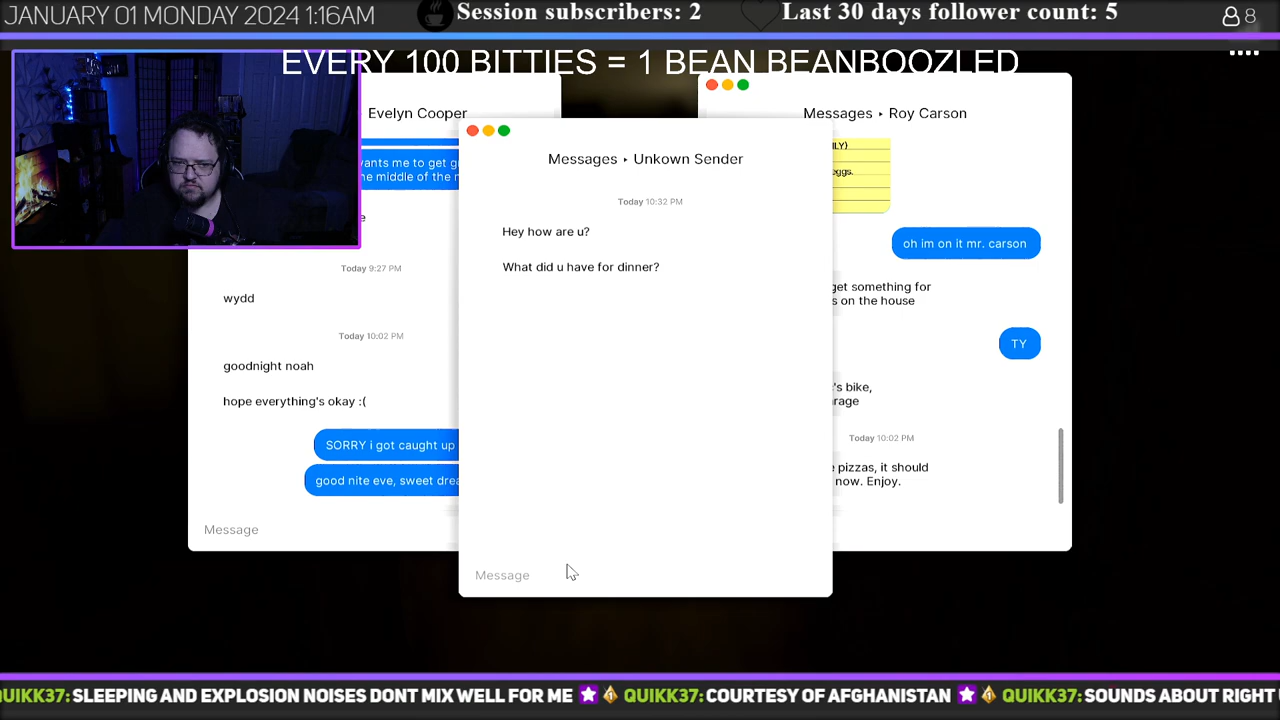 JANUARY 01 MONDAY 2024 1:16AM
Session subscribers: 2
Last 30 days follower count: 5
8
EVERY 100 BITTIES = 1 BEAN BEANBOOZLED
Evelyn Cooper
wants me to get
Today 9:27 PM
wydd
Today 10:02 PM
goodnight noah
hope everything's okay :(
SORRY i got caught up
good nite eve, sweet
Message
Messages ▸ Unkown Sender
Today 10:32 PM
Hey how are u?
What did u have for dinner?
Message
Messages ▸ Roy Carson
oh im on it mr. carson
get something for
s on the house
TY
's bike,
Today 10:02 PM
pizzas, it should
now. Enjoy.
QUIKK37: SLEEPING AND EXPLOSION NOISES DONT MIX WELL FOR ME QUIKK37: COURTESY OF AFGHANISTAN QUIKK37: SOUNDS ABOUT RIGHT